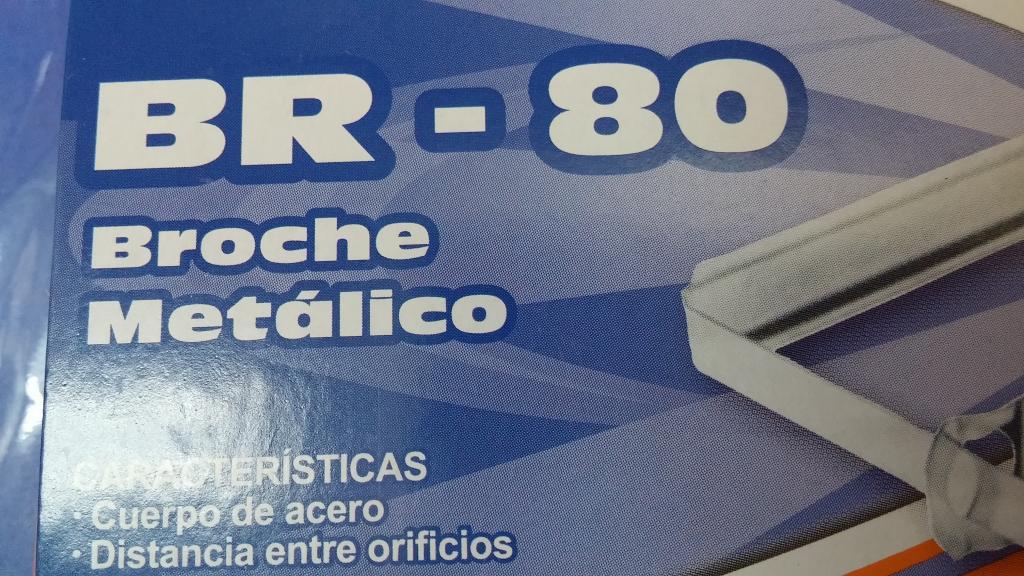 BR - 80
Broche
Metálico
CARACTERÍSTICAS
· Cuerpo de acero
· Distancia entre orificios